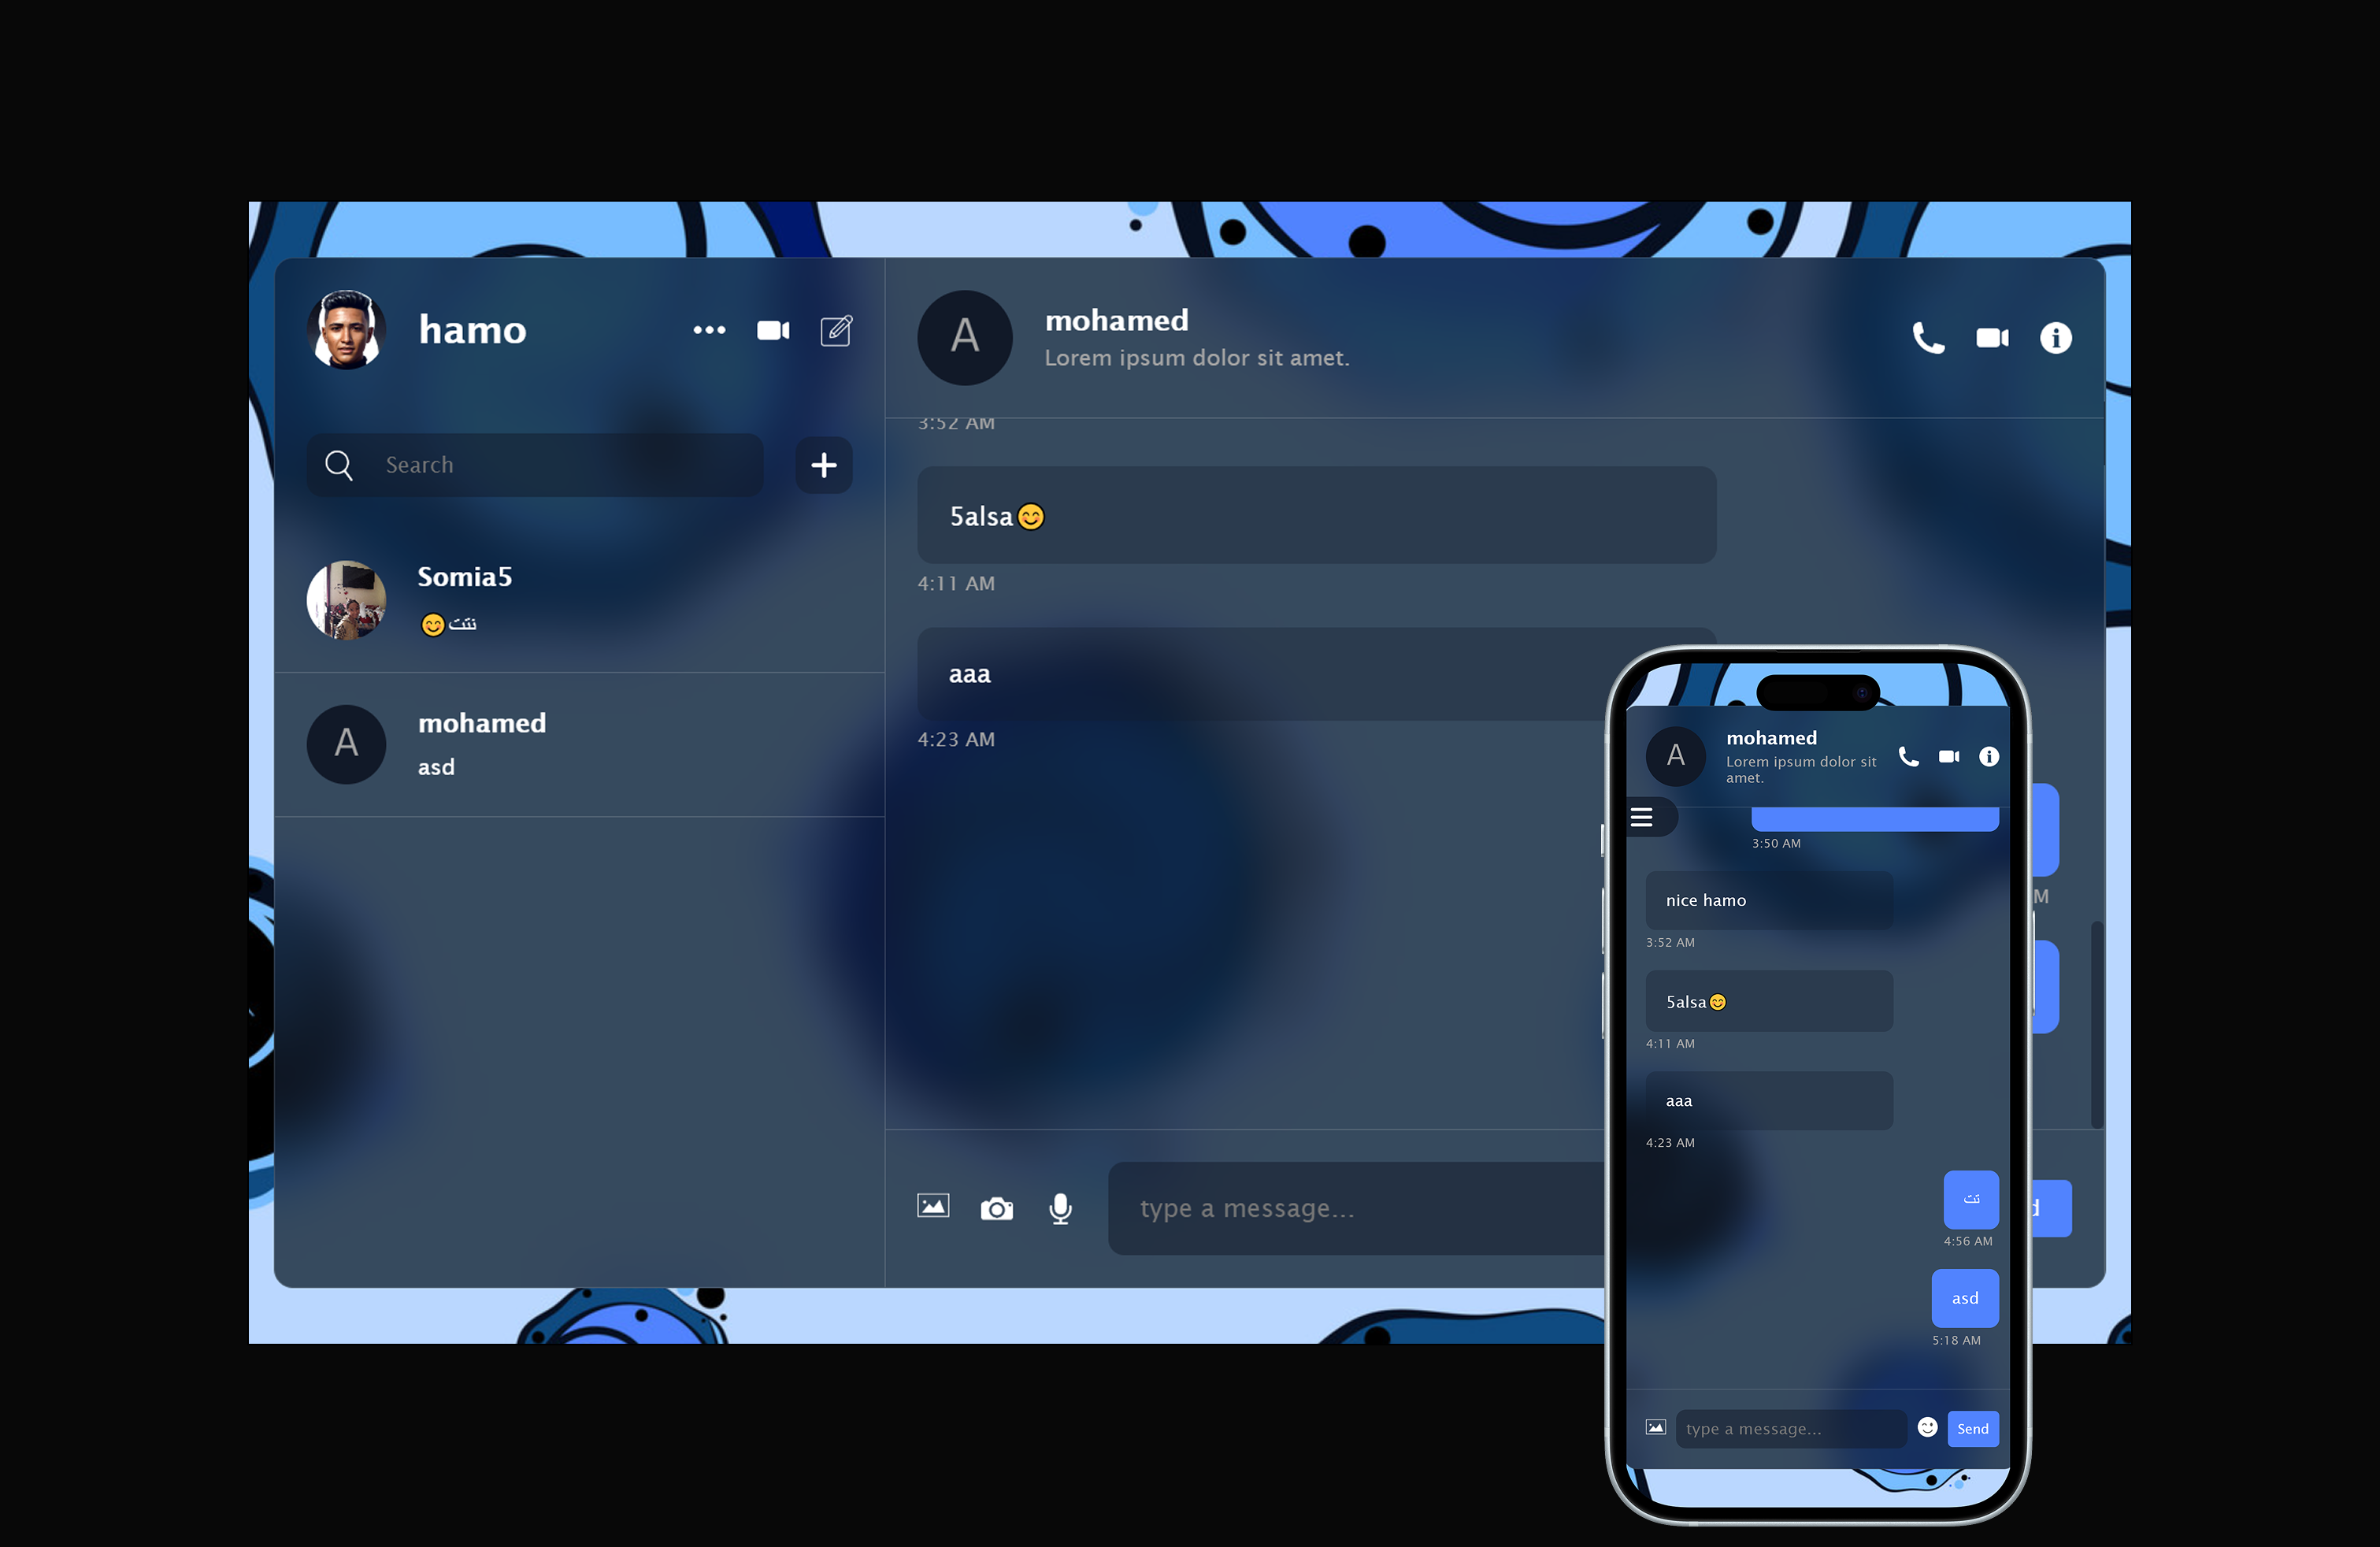 hamo
Search
Somia5
😊نتت
A
mohamed
asd
A
mohamed
Lorem ipsum dolor sit amet.
3:52 AM
5alsa😊
4:11 AM
aaa
4:23 AM
M
type a message...
d
A
mohamed
Lorem ipsum dolor sit
amet.
3:50 AM
nice hamo
3:52 AM
5alsa😊
4:11 AM
aaa
4:23 AM
تت
4:56 AM
asd
5:18 AM
type a message...
Send